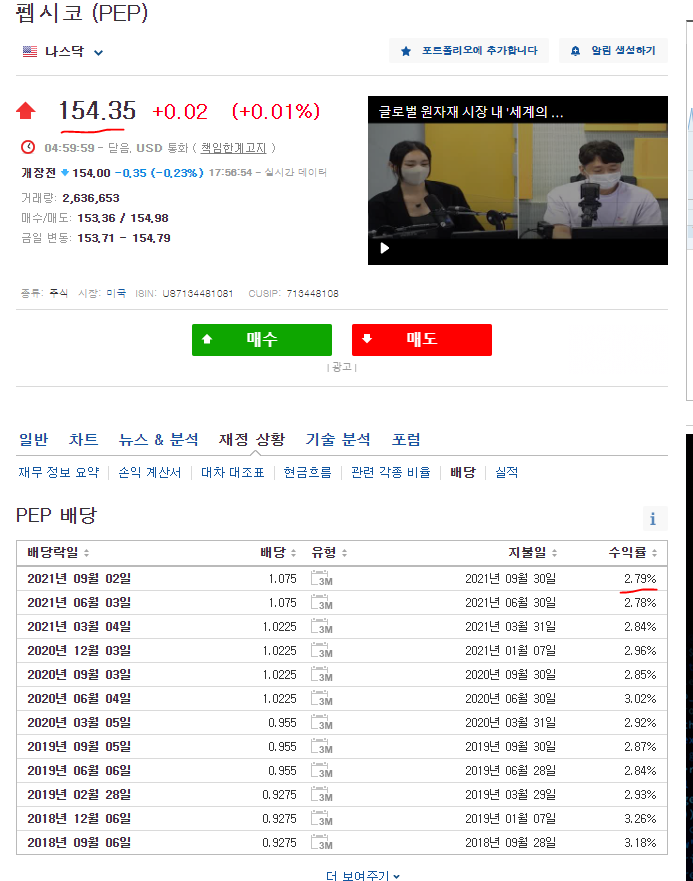 펩시코 (PEP)
나스닥
포트폴리오에 추가합니다
알림 생성하기
154.35 +0.02 (+0.01%)
04:59:59 - 닫음, USD 통화 ( 책임한계고지 )
개장전 154.00 -0.35 (-0.23%) 17:56:54 - 실시간 데이터
거래량: 2,636,653
매수/매도: 153.36 / 154.98
금일 변동: 153.71 - 154.79
글로벌 원자재 시장 내 '세계의 ...
종류: 주식 시장: 미국 ISIN: US7134481081 CUSIP: 713448108
매수 매도
| 광고 |
일반 차트 뉴스 & 분석 재정 상황 기술 분석 포럼
재무 정보 요약 손익 계산서 대차 대조표 현금흐름 관련 각종 비율 배당 실적
PEP 배당
i
배당락일 배당 유형 지불일 수익률
2021년 09월 02일 1.075 3M 2021년 09월 30일 2.79%
2021년 06월 03일 1.075 3M 2021년 06월 30일 2.78%
2021년 03월 04일 1.0225 3M 2021년 03월 31일 2.84%
2020년 12월 03일 1.0225 3M 2021년 01월 07일 2.96%
2020년 09월 03일 1.0225 3M 2020년 09월 30일 2.85%
2020년 06월 04일 1.0225 3M 2020년 06월 30일 3.02%
2020년 03월 05일 0.955 3M 2020년 03월 31일 2.92%
2019년 09월 05일 0.955 3M 2019년 09월 30일 2.87%
2019년 06월 06일 0.955 3M 2019년 06월 28일 2.84%
2019년 02월 28일 0.9275 3M 2019년 03월 29일 2.93%
2018년 12월 06일 0.9275 3M 2019년 01월 07일 3.26%
2018년 09월 06일 0.9275 3M 2018년 09월 28일 3.18%
더 보여주기